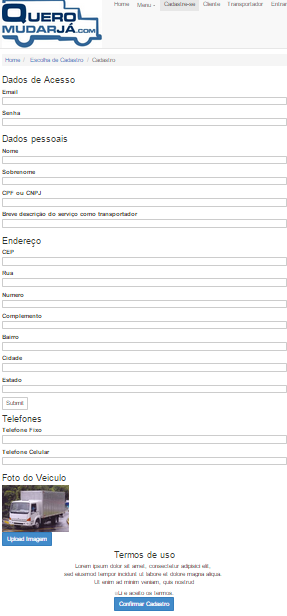 QUERO
MUDARJÁ.COM
Home Menu Cadastre-se Cliente Transportador Entrar
Home / Escolha de Cadastro / Cadastro
Dados de Acesso
Email
Senha
Dados pessoais
Nome
Sobrenome
CPF ou CNPJ
Breve descrição do serviço como transportador
Endereço
CEP
Rua
Numero
Complemento
Bairro
Cidade
Estado
Submit
Telefones
Telefone Fixo
Telefone Celular
Foto do Veiculo
Upload Imagem
Termos de uso
Lorem ipsum dolor sit amet, consectetur adipisici elit,
sed eiusmod tempor incidunt ut labore et dolore magna aliqua.
Ut enim ad minim veniam, quis nostrud
Eu aceito os termos.
Confirmar Cadastro